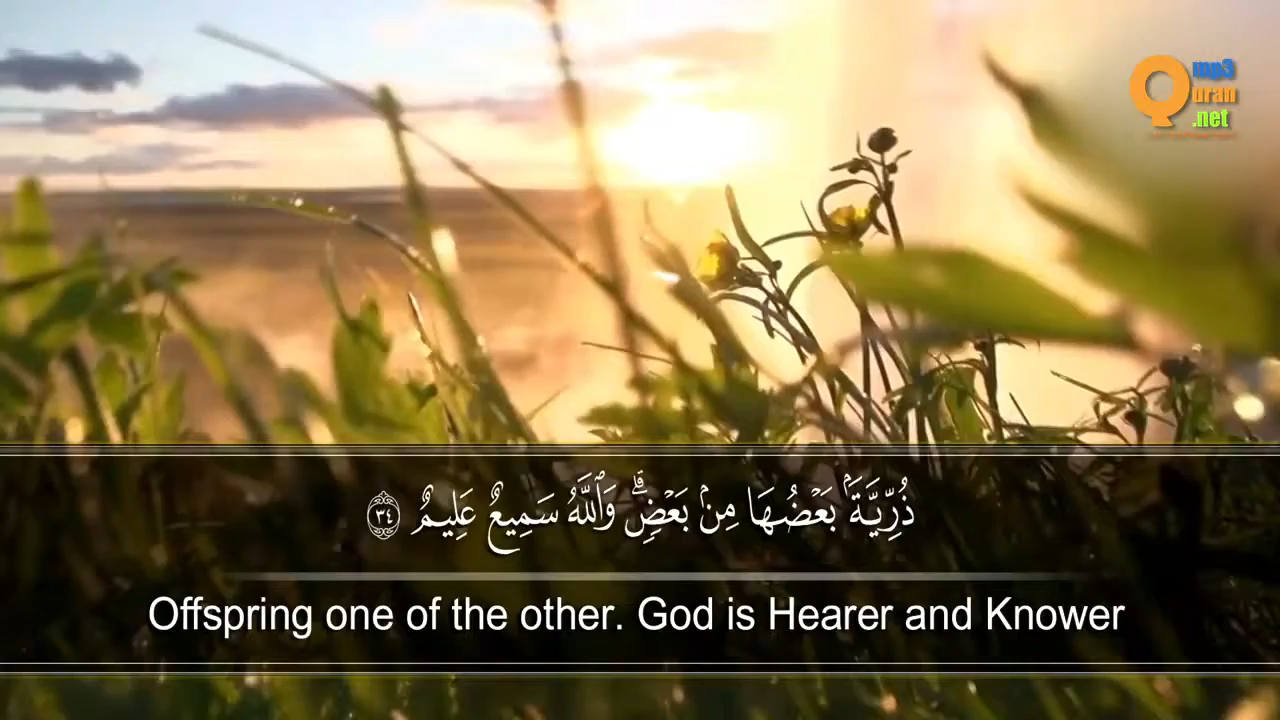 mp3
Quran
.net
ذُرِّيَّةَۢ بَعۡضُهَا مِنۢ بَعۡضٖۗ وَٱللَّهُ سَمِيعٌ عَلِيمٌ ٣٤
Offspring one of the other. God is Hearer and Knower